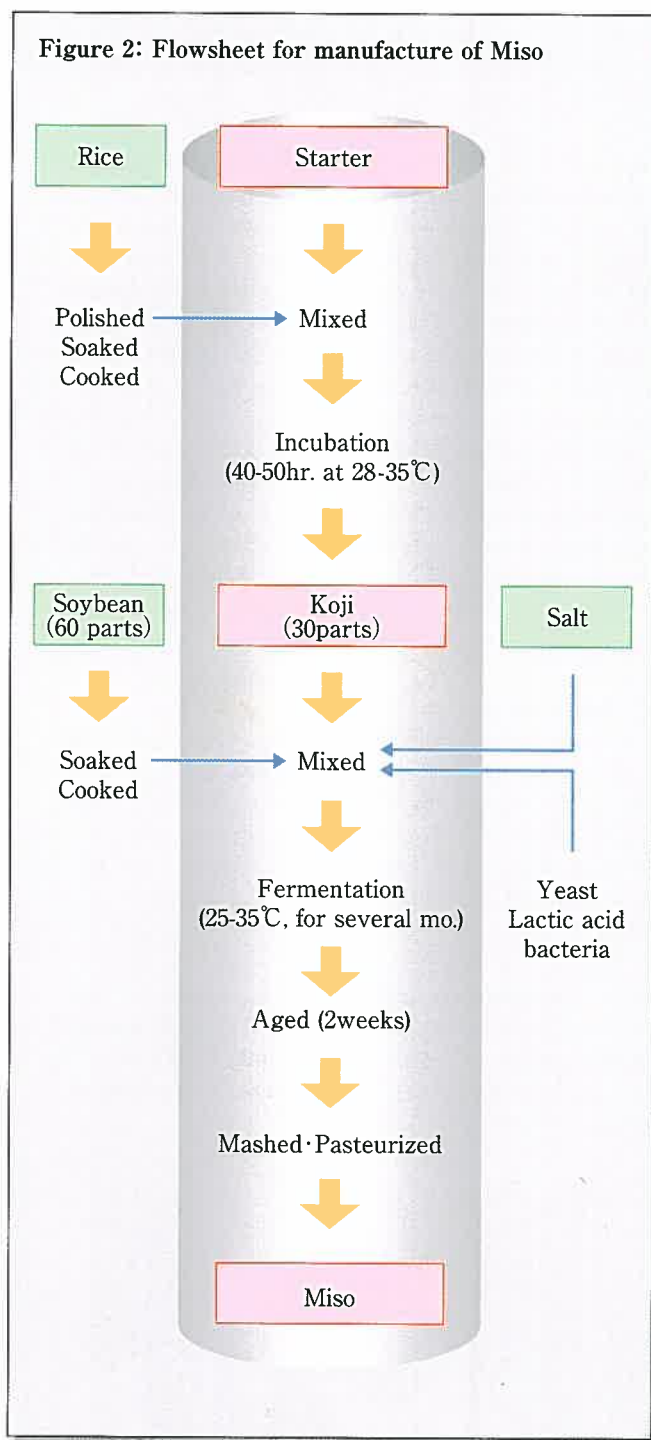 Figure 2: Flowsheet for manufacture of Miso
Rice
Starter
Polished
Soaked
Cooked
Mixed
Incubation
(40-50hr. at 28-35℃)
Soybean
(60 parts)
Koji
(30parts)
Salt
Soaked
Cooked
Mixed
Fermentation
(25-35℃, for several mo.)
Yeast
Lactic acid
bacteria
Aged (2weeks)
Mashed·Pasteurized
Miso